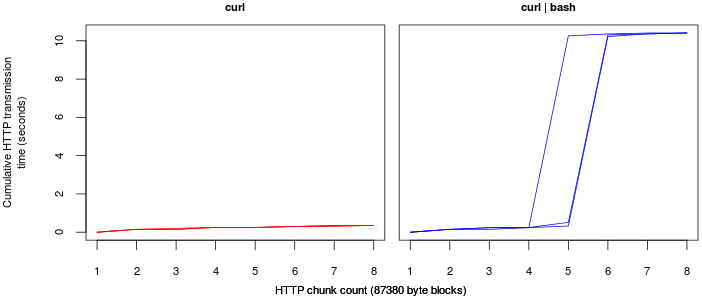 curl
curl | bash
Cumulative HTTP transmission
time (seconds)
10
8
6
4
2
0
1 2 3 4 5 6 7 8
1 2 3 4 5 6 7 8
HTTP chunk count (87380 byte blocks)